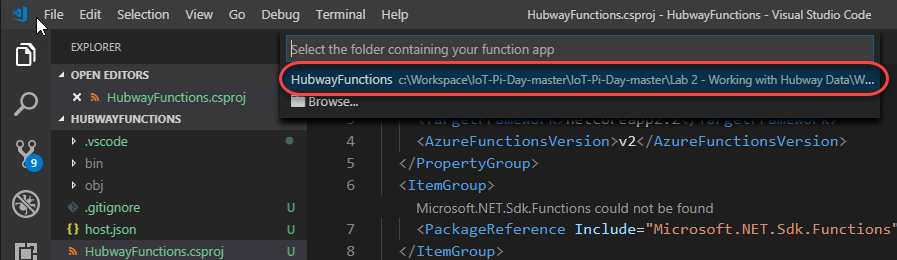 File Edit Selection View Go Debug Terminal Help HubwayFunctions.csproj - HubwayFunctions - Visual Studio Code
EXPLORER
Select the folder containing your function app
OPEN EDITORS
HubwayFunctions c:\Workspace\IoT-Pi-Day-master\IoT-Pi-Day-master\Lab 2 - Working with Hubway Data\W...
HubwayFunctions.csproj
Browse...
HUBWAYFUNCTIONS
3 <TargetFramework>netcoreapp2.2</TargetFramework>
.vscode
4 <AzureFunctionsVersion>v2</AzureFunctionsVersion>
bin
5 </PropertyGroup>
obj
6 <ItemGroup>
.gitignore U
Microsoft.NET.Sdk.Functions could not be found
host.json U
7 <PackageReference Include="Microsoft.NET.Sdk.Functions"
9
HubwayFunctions.csproj U
8 </ItemGroup>